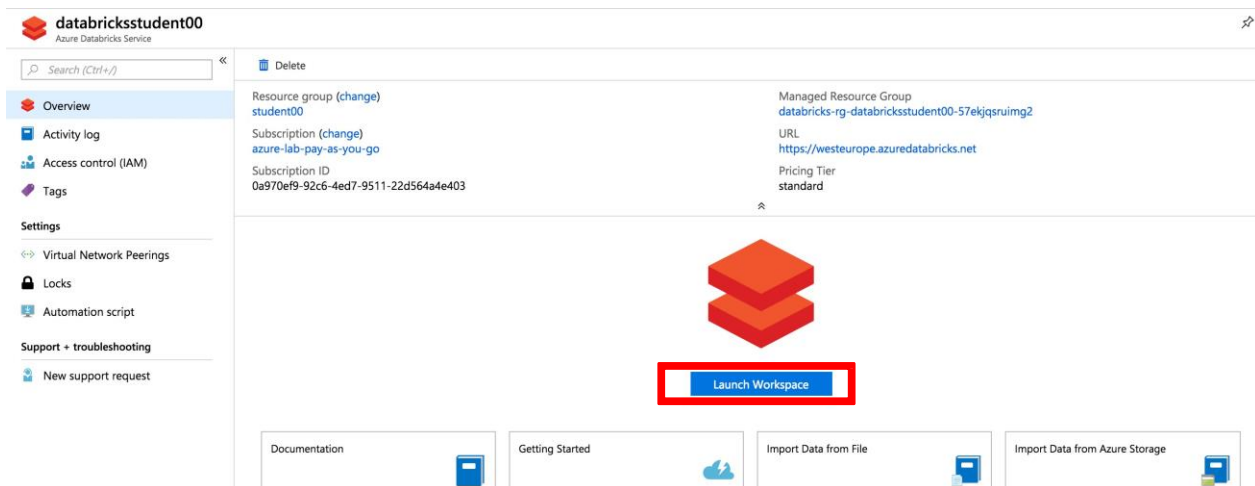 databricksstudent00
Azure Databricks Service
Search (Ctrl+/)
«
Overview
Activity log
Access control (IAM)
Tags
Settings
Virtual Network Peerings
Locks
Automation script
Support + troubleshooting
New support request
Delete
Resource group (change)
student00
Subscription (change)
azure-lab-pay-as-you-go
Subscription ID
0a970ef9-92c6-4ed7-9511-22d564a4e403
Managed Resource Group
databricks-rg-databricksstudent00-57ekjqsruimg2
URL
https://westeurope.azuredatabricks.net
Pricing Tier
standard
Launch Workspace
Documentation
Getting Started
Import Data from File
Import Data from Azure Storage